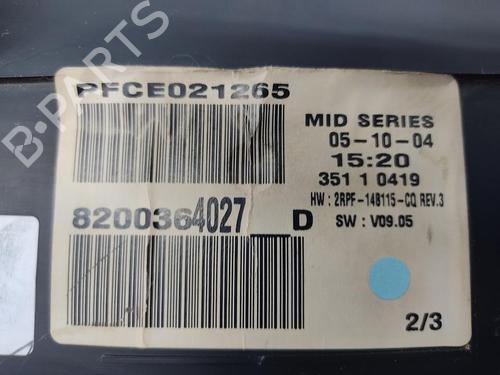 B-PARTS
PFCE021265
MID SERIES
05-10-04
15:20
351 1 0419
HW : 2RPF-14B115-CQ REV.3
SW : V09.05
8200364027__D
2/3